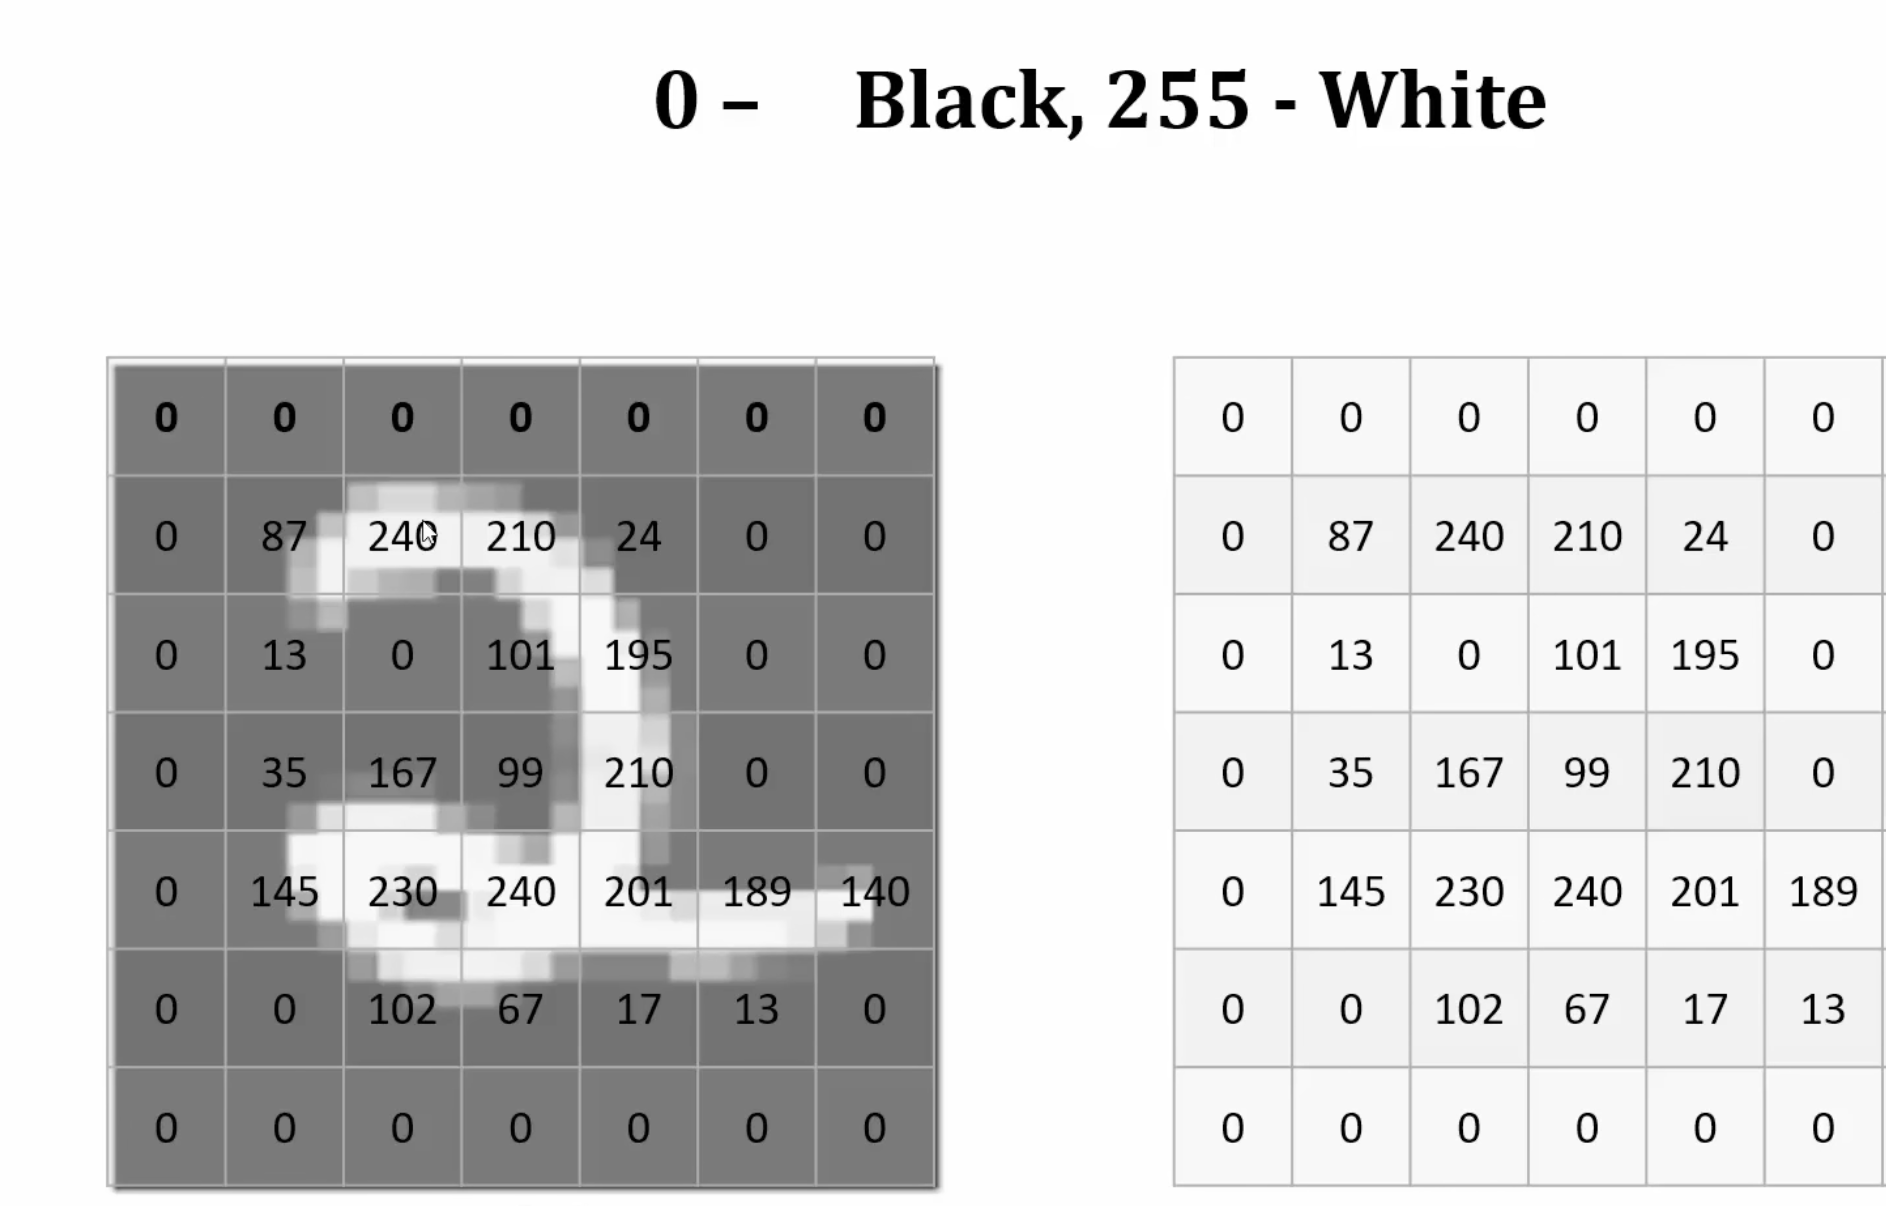 0 – Black, 255 - White
0 0 0 0 0 0 0
0 87 240 210 24 0 0
0 13 0 101 195 0 0
0 35 167 99 210 0 0
0 145 230 240 201 189 140
0 0 102 67 17 13 0
0 0 0 0 0 0 0
0 0 0 0 0 0
0 87 240 210 24 0
0 13 0 101 195 0
0 35 167 99 210 0
0 145 230 240 201 189
0 0 102 67 17 13
0 0 0 0 0 0